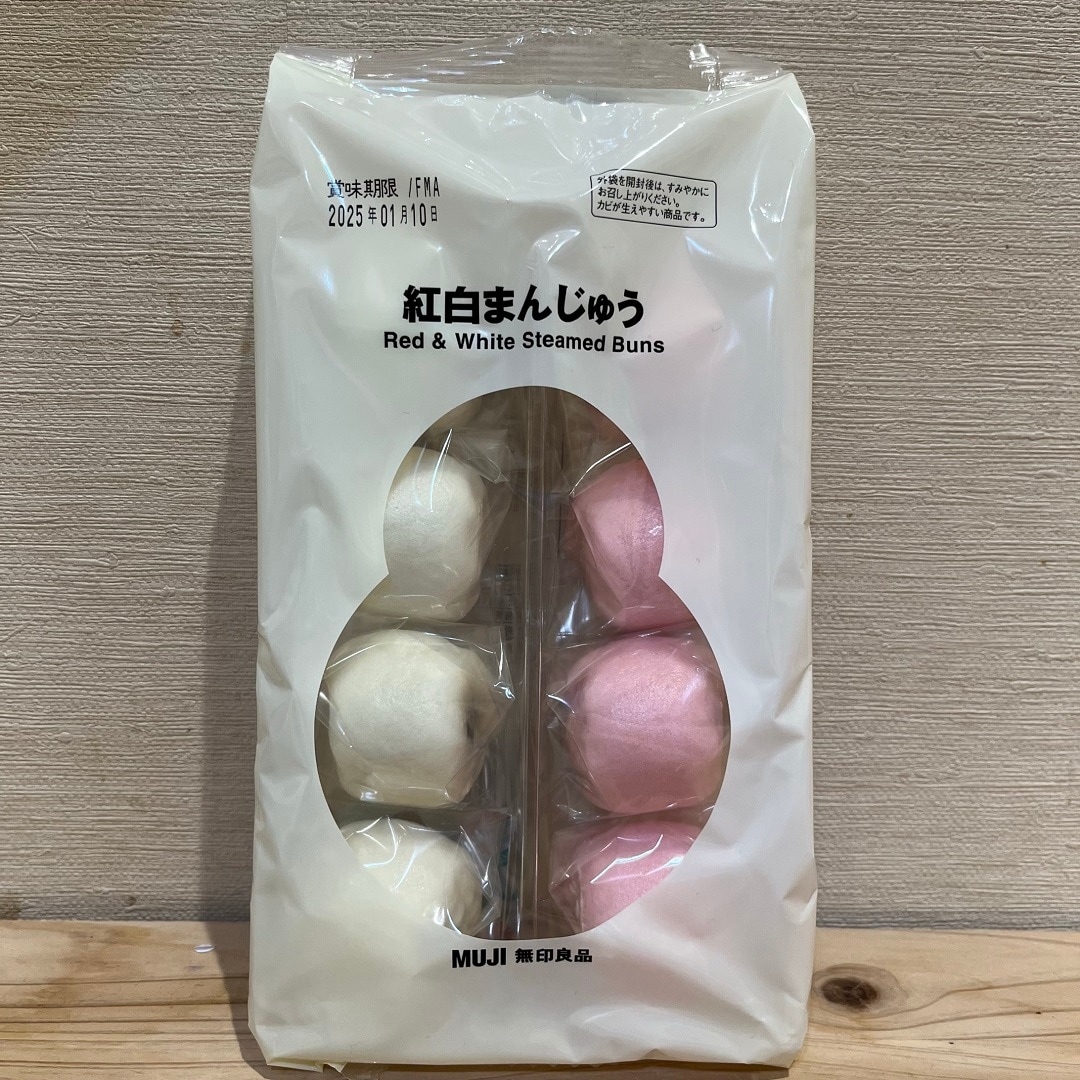 賞味期限 /FMA
2025年01月10日
外袋を開封後は、すみやかに
お召し上がりください。
カビが生えやすい商品です。
紅白まんじゅう
Red & White Steamed Buns
MUJI 無印良品